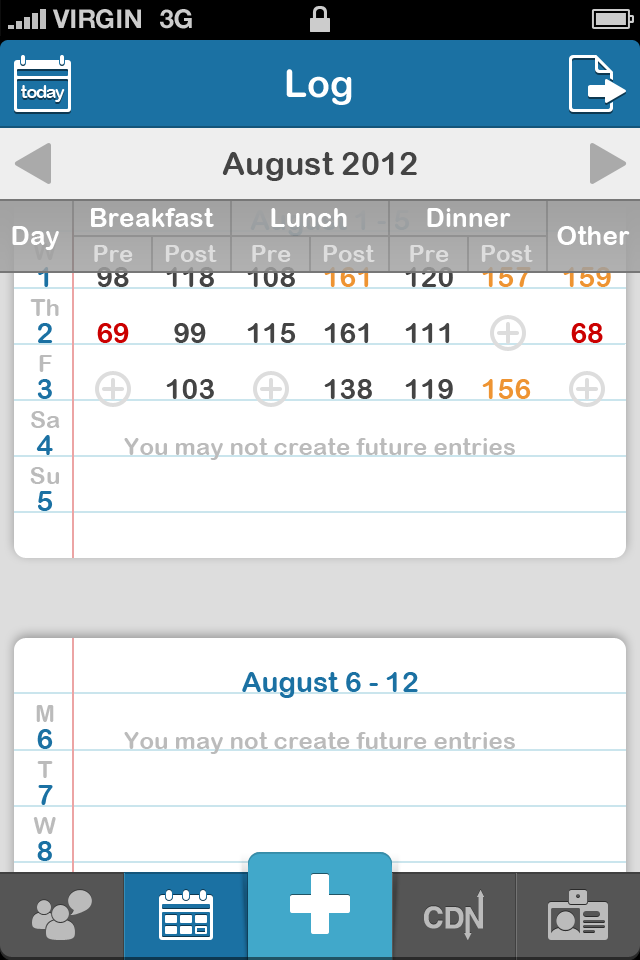 VIRGIN 3G
today
Log
August 2012
Day Breakfast Lunch Dinner Other
Pre Post Pre Post Pre Post
August 1 - 5
W
1 98 118 108 161 120 157 159
Th
2 69 99 115 161 111 68
F
3 103 138 119 156
Sa
4 You may not create future entries
Su
5
August 6 - 12
M
6 You may not create future entries
T
7
W
8
CDN